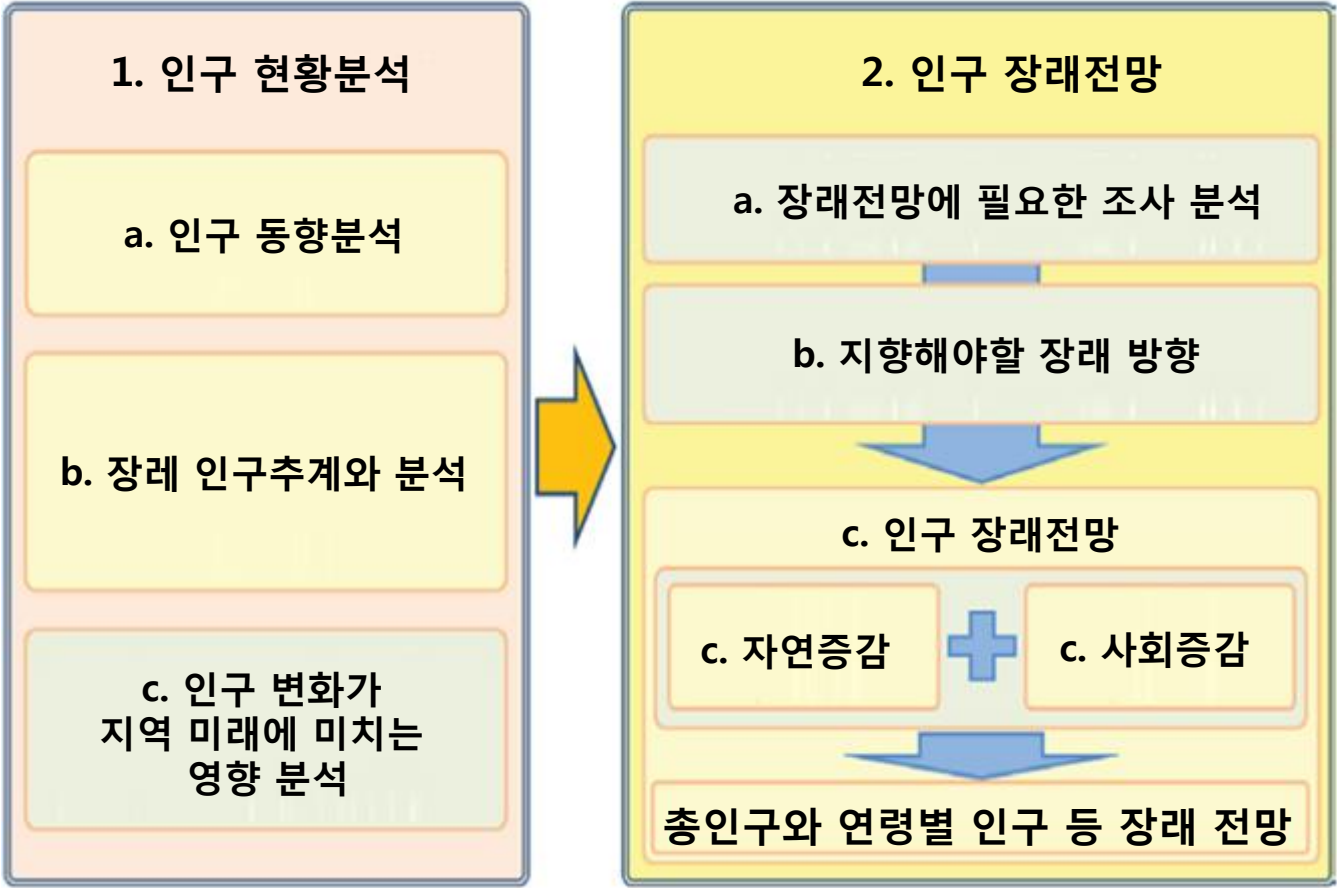 1. 인구 현황분석
a. 인구 동향분석
b. 장레 인구추계와 분석
c. 인구 변화가
지역 미래에 미치는
영향 분석
2. 인구 장래전망
a. 장래전망에 필요한 조사 분석
b. 지향해야할 장래 방향
c. 인구 장래전망
c. 자연증감
c. 사회증감
총인구와 연령별 인구 등 장래 전망